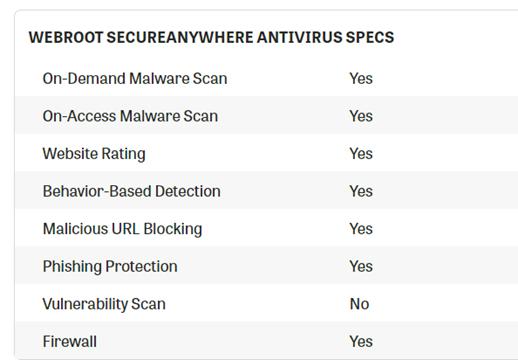 WEBROOT SECUREANYWHERE ANTIVIRUS SPECS
On-Demand Malware Scan Yes
On-Access Malware Scan Yes
Website Rating Yes
Behavior-Based Detection Yes
Malicious URL Blocking Yes
Phishing Protection Yes
Vulnerability Scan No
Firewall Yes